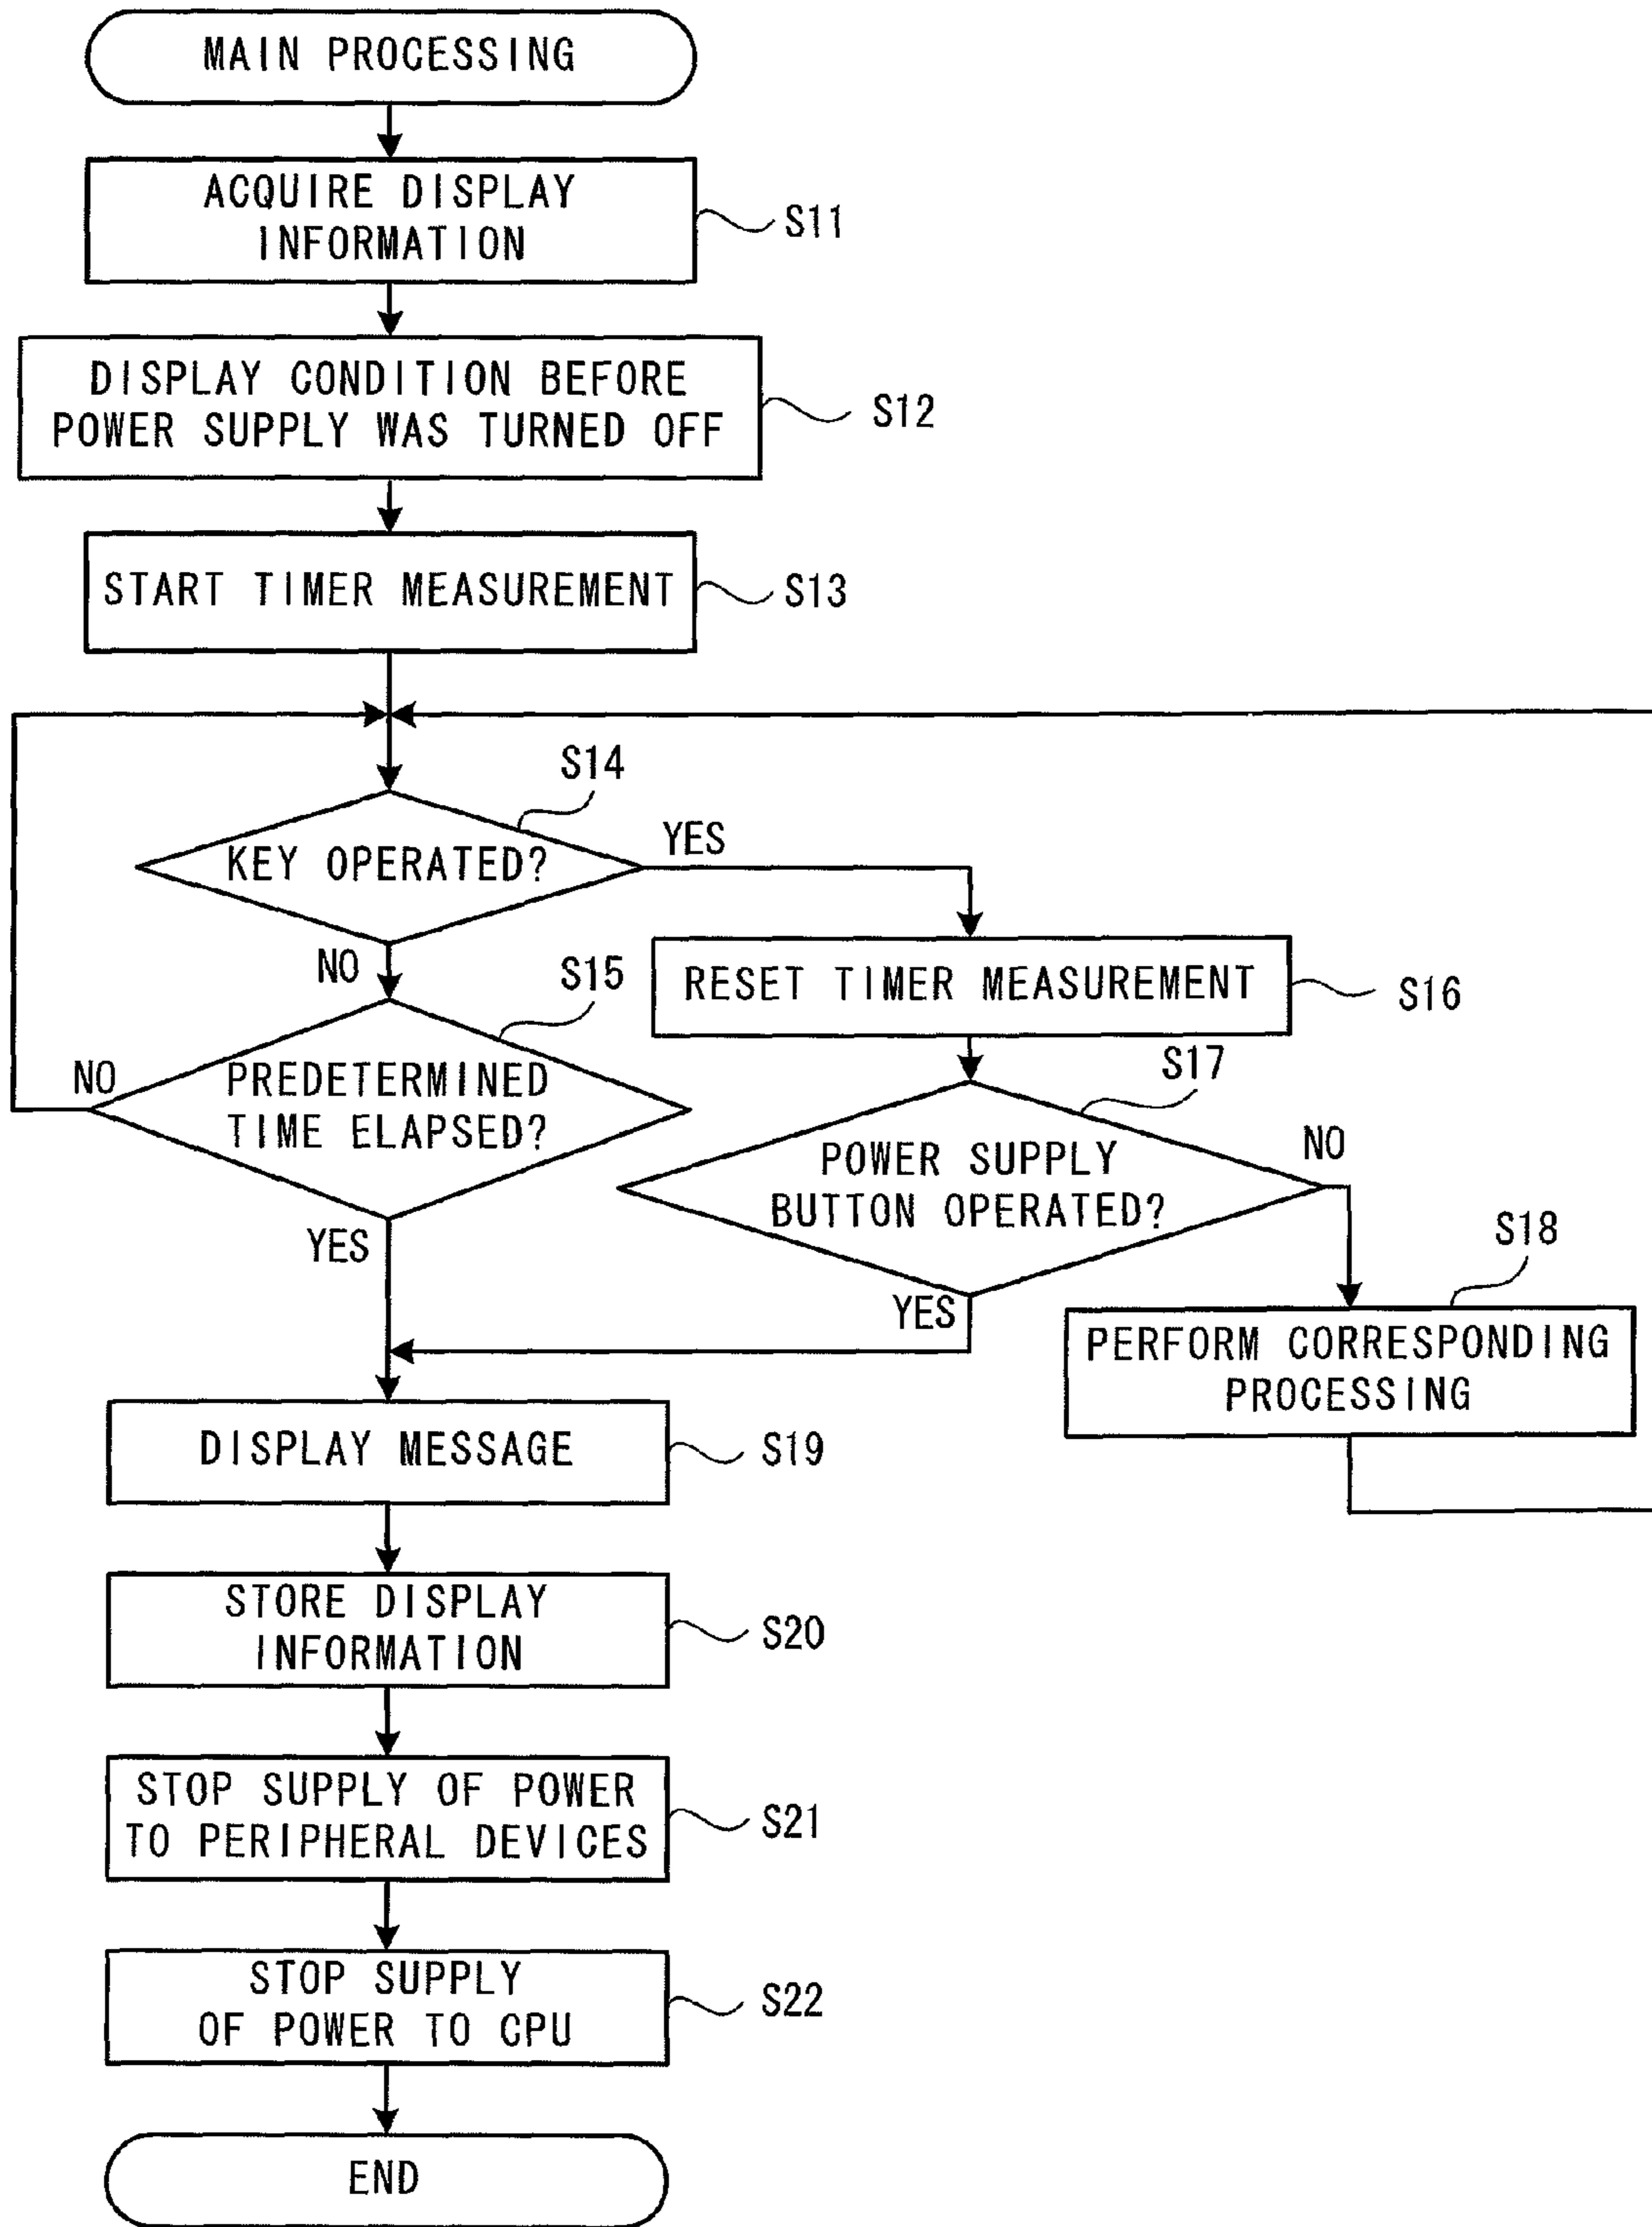 MAIN PROCESSING
ACQUIRE DISPLAY
INFORMATION
S11
DISPLAY CONDITION BEFORE
POWER SUPPLY WAS TURNED OFF
S12
START TIMER MEASUREMENT
S13
S14
KEY OPERATED?
YES
NO
S15
RESET TIMER MEASUREMENT
S16
NO
PREDETERMINED
TIME ELAPSED?
YES
S17
POWER SUPPLY
BUTTON OPERATED?
NO
YES
S18
PERFORM CORRESPONDING
PROCESSING
DISPLAY MESSAGE
S19
STORE DISPLAY
INFORMATION
S20
STOP SUPPLY OF POWER
TO PERIPHERAL DEVICES
S21
STOP SUPPLY
OF POWER TO CPU
S22
END